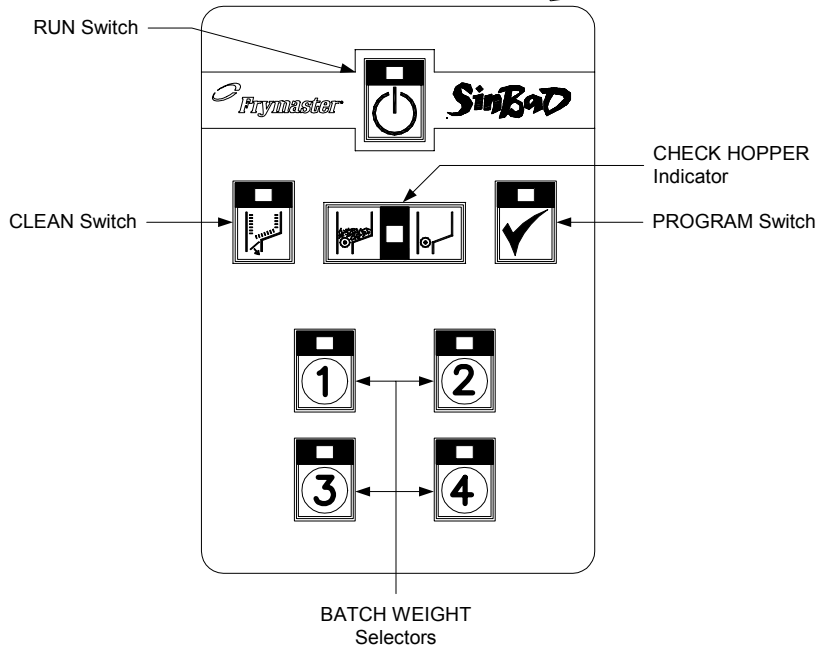 RUN Switch
Frymaster
SinBaD
CHECK HOPPER
Indicator
CLEAN Switch
PROGRAM Switch
1
2
3
4
BATCH WEIGHT
Selectors